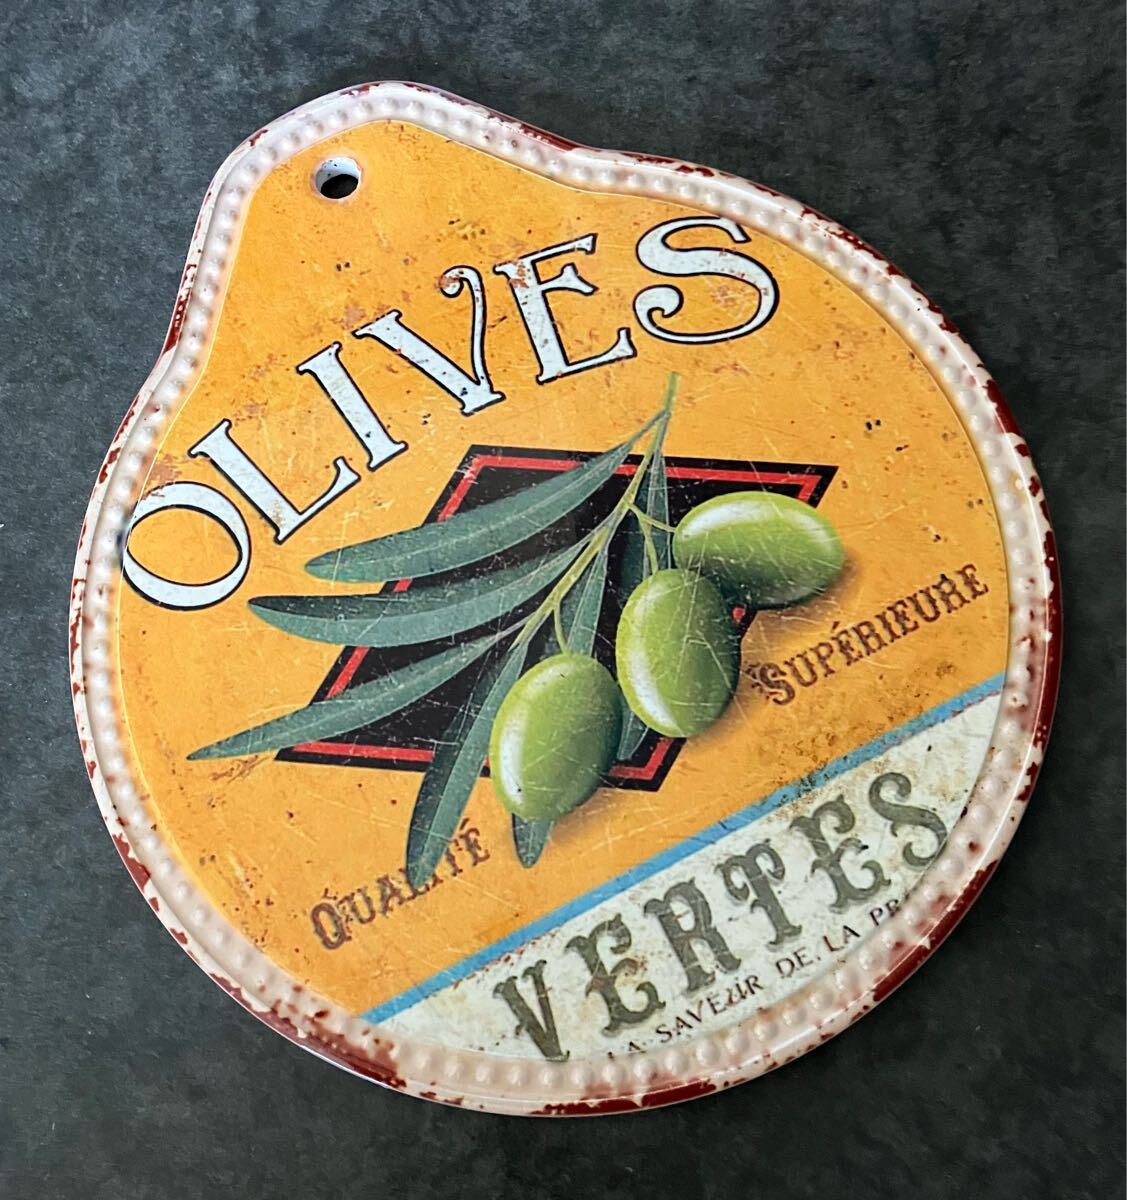 OLIVES
QUALITÉ SUPÉRIEURE
VERTES
LA SAVEUR DE LA